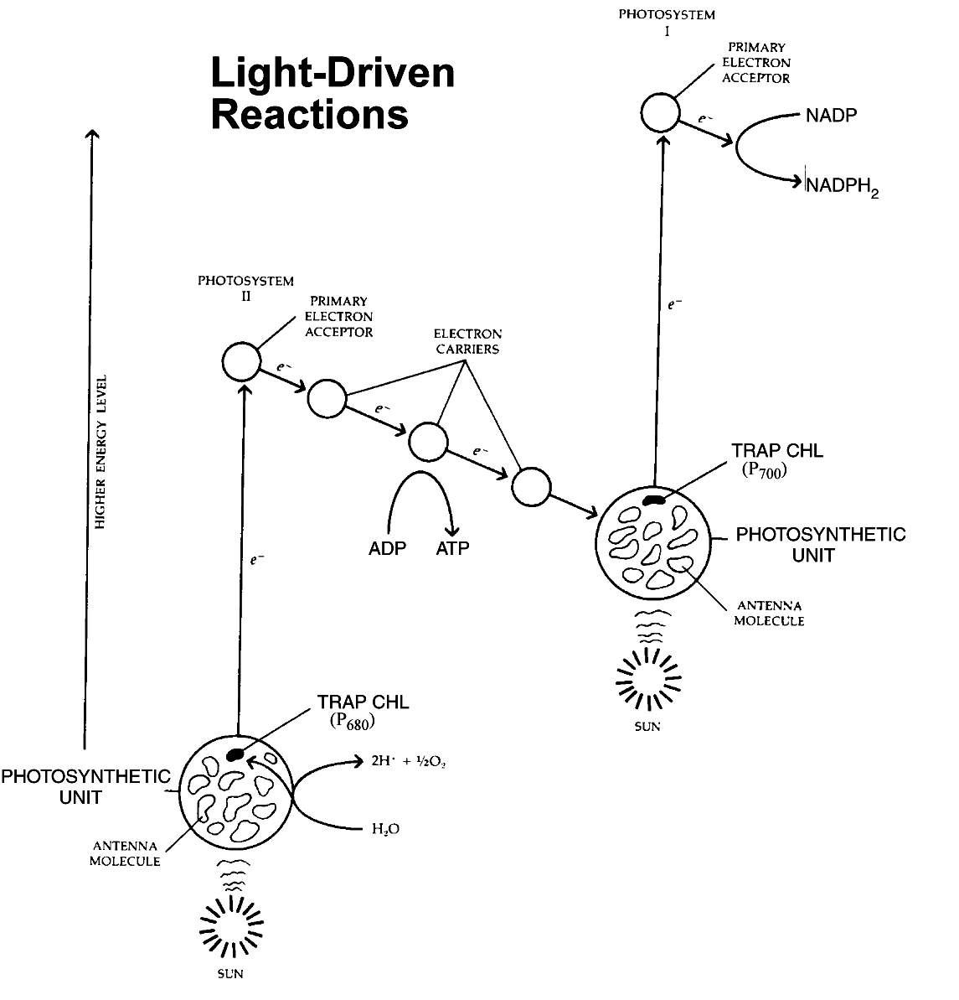 PHOTOSYSTEM
I
Light-Driven
Reactions
PRIMARY
ELECTRON
ACCEPTOR
e⁻
NADP
NADPH₂
PHOTOSYSTEM
II
PRIMARY
ELECTRON
ACCEPTOR
e⁻
ELECTRON
CARRIERS
e⁻
e⁻
e⁻
HIGHER ENERGY LEVEL
ADP
ATP
TRAP CHL
(P₇₀₀)
PHOTOSYNTHETIC
UNIT
ANTENNA
MOLECULE
SUN
e⁻
TRAP CHL
(P₆₈₀)
PHOTOSYNTHETIC
UNIT
2H⁺ + ½O₂
H₂O
ANTENNA
MOLECULE
SUN